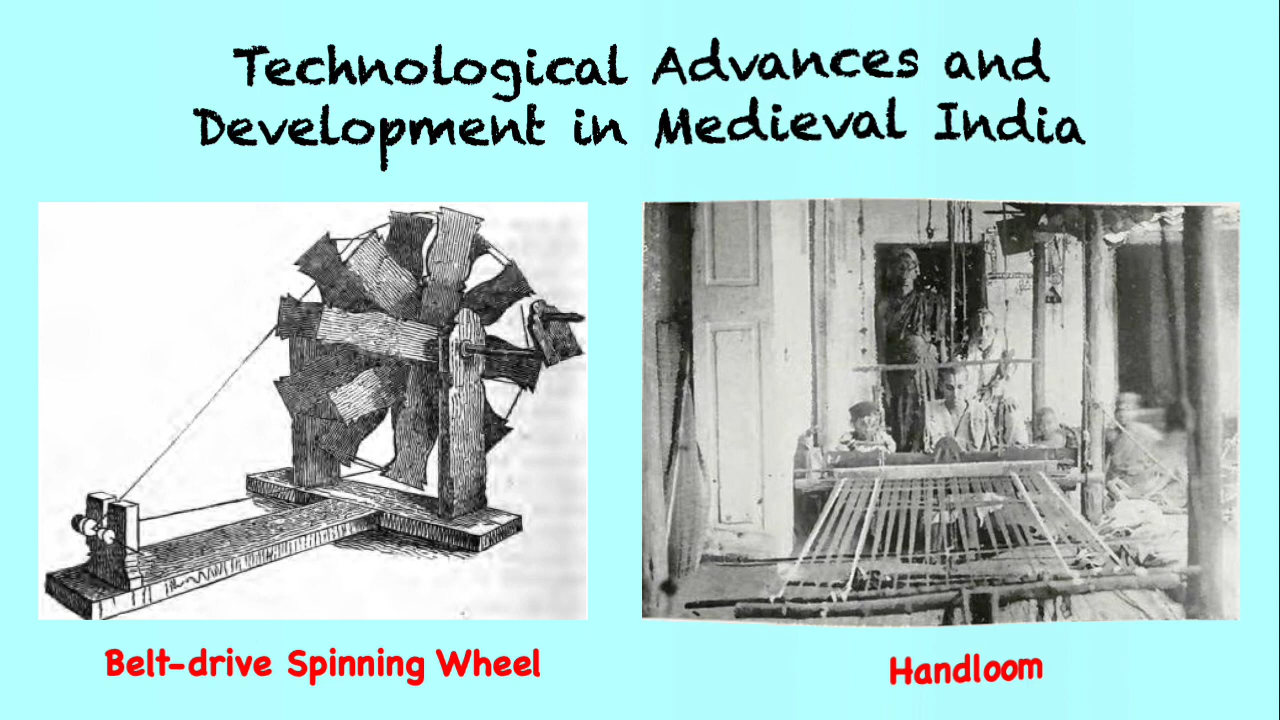 Technological Advances and
Development in Medieval India
Belt-drive Spinning Wheel
Handloom